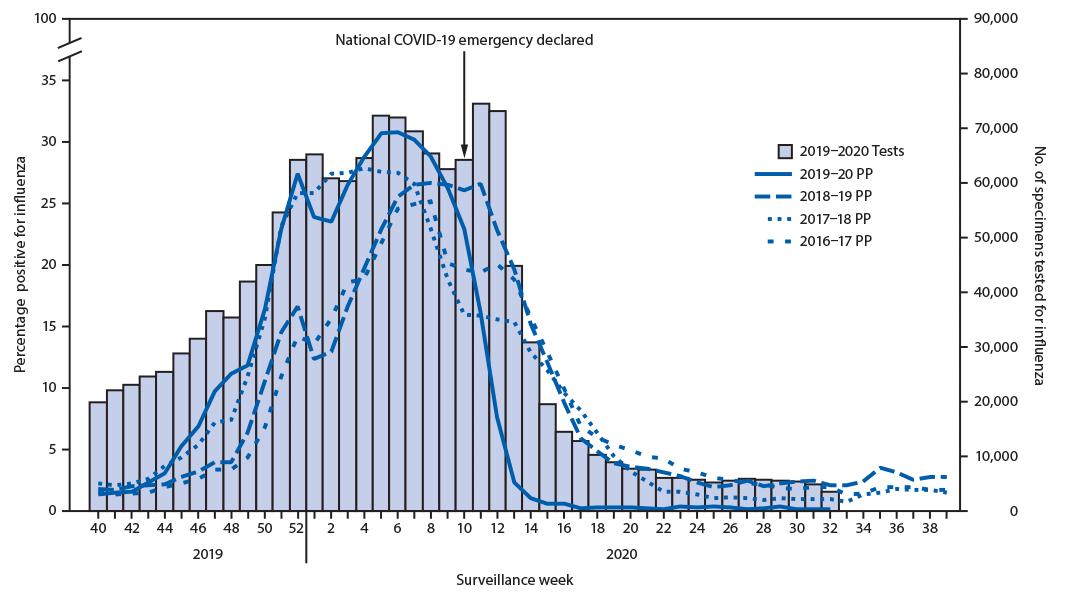 National COVID-19 emergency declared
Percentage positive for influenza
100
35
30
25
20
15
10
5
0
90,000
80,000
70,000
60,000
50,000
40,000
30,000
20,000
10,000
0
No. of specimens tested for influenza
2019–2020 Tests
2019–20 PP
2018–19 PP
2017–18 PP
2016–17 PP
40 42 44 46 48 50 52 2 4 6 8 10 12 14 16 18 20 22 24 26 28 30 32 34 36 38
2019 2020
Surveillance week